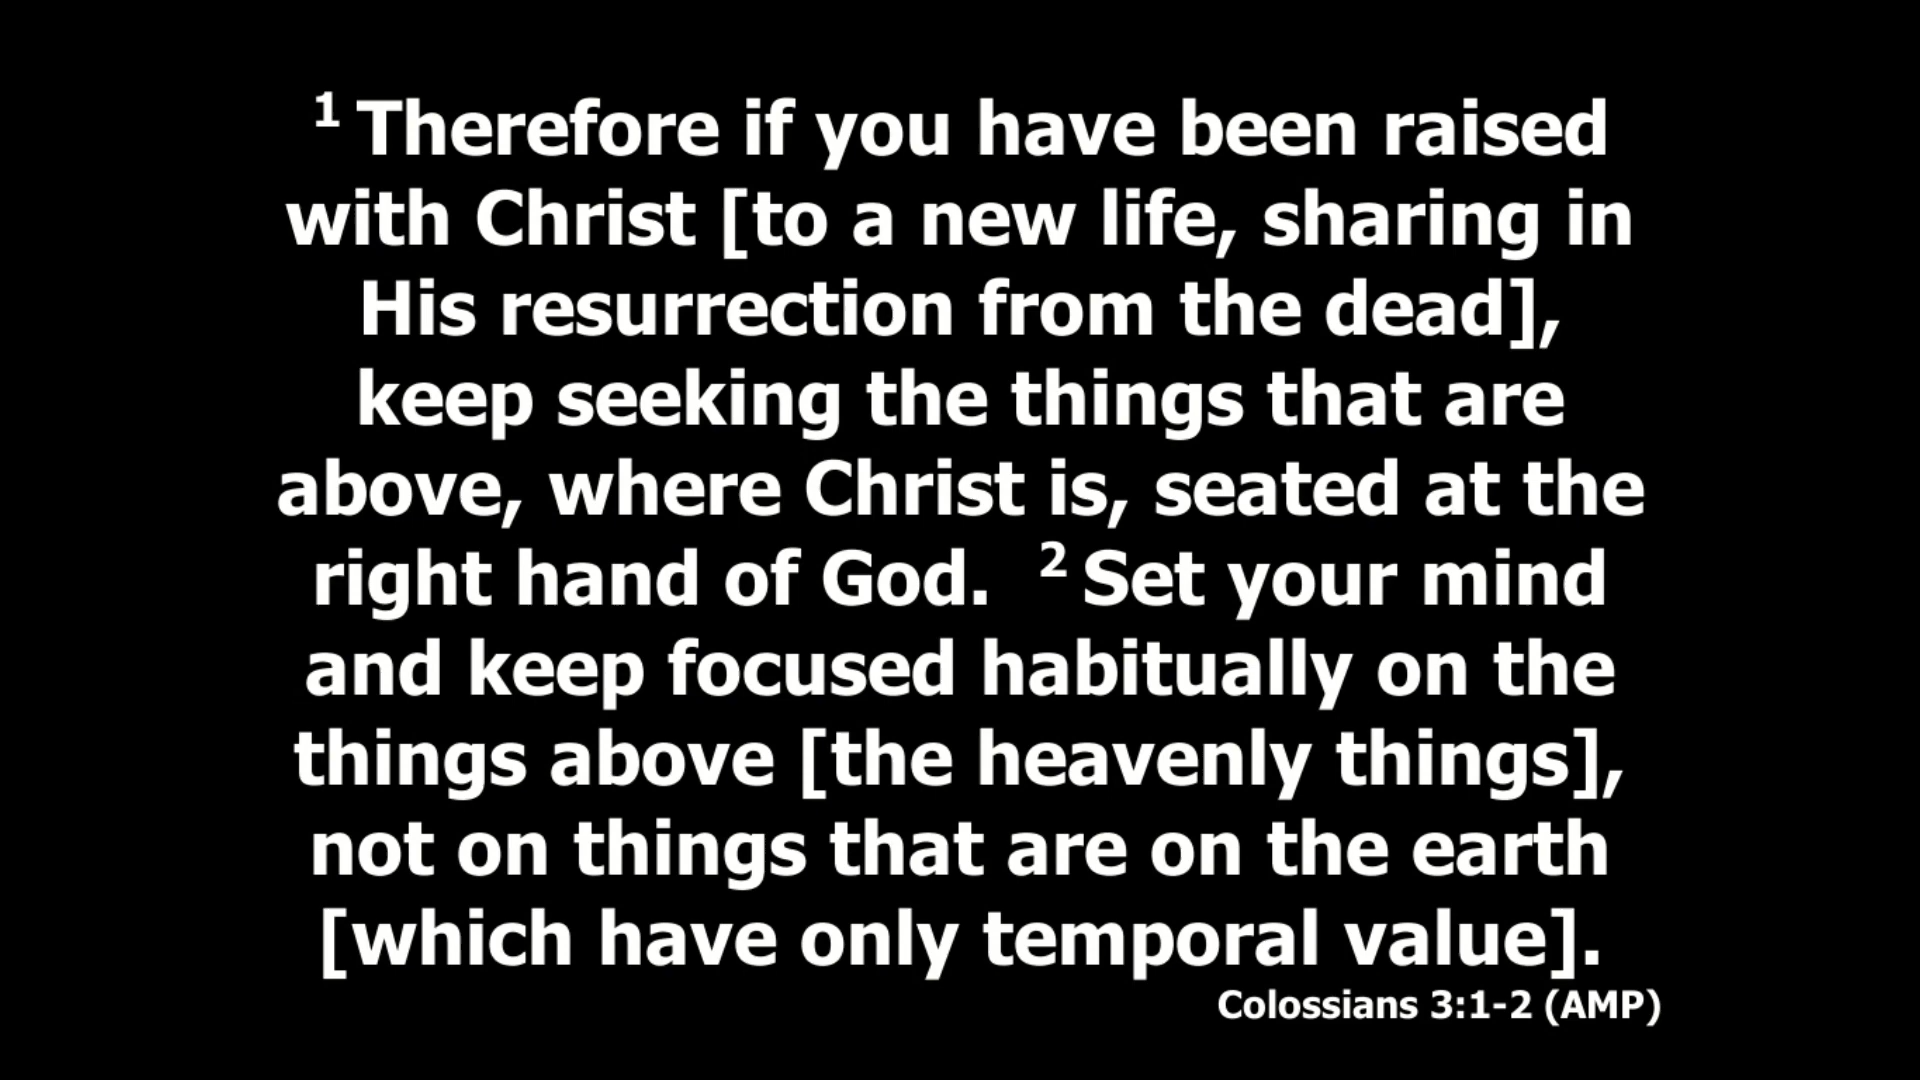 1 Therefore if you have been raised
with Christ [to a new life, sharing in
His resurrection from the dead],
keep seeking the things that are
above, where Christ is, seated at the
right hand of God. 2 Set your mind
and keep focused habitually on the
things above [the heavenly things],
not on things that are on the earth
[which have only temporal value].
Colossians 3:1-2 (AMP)